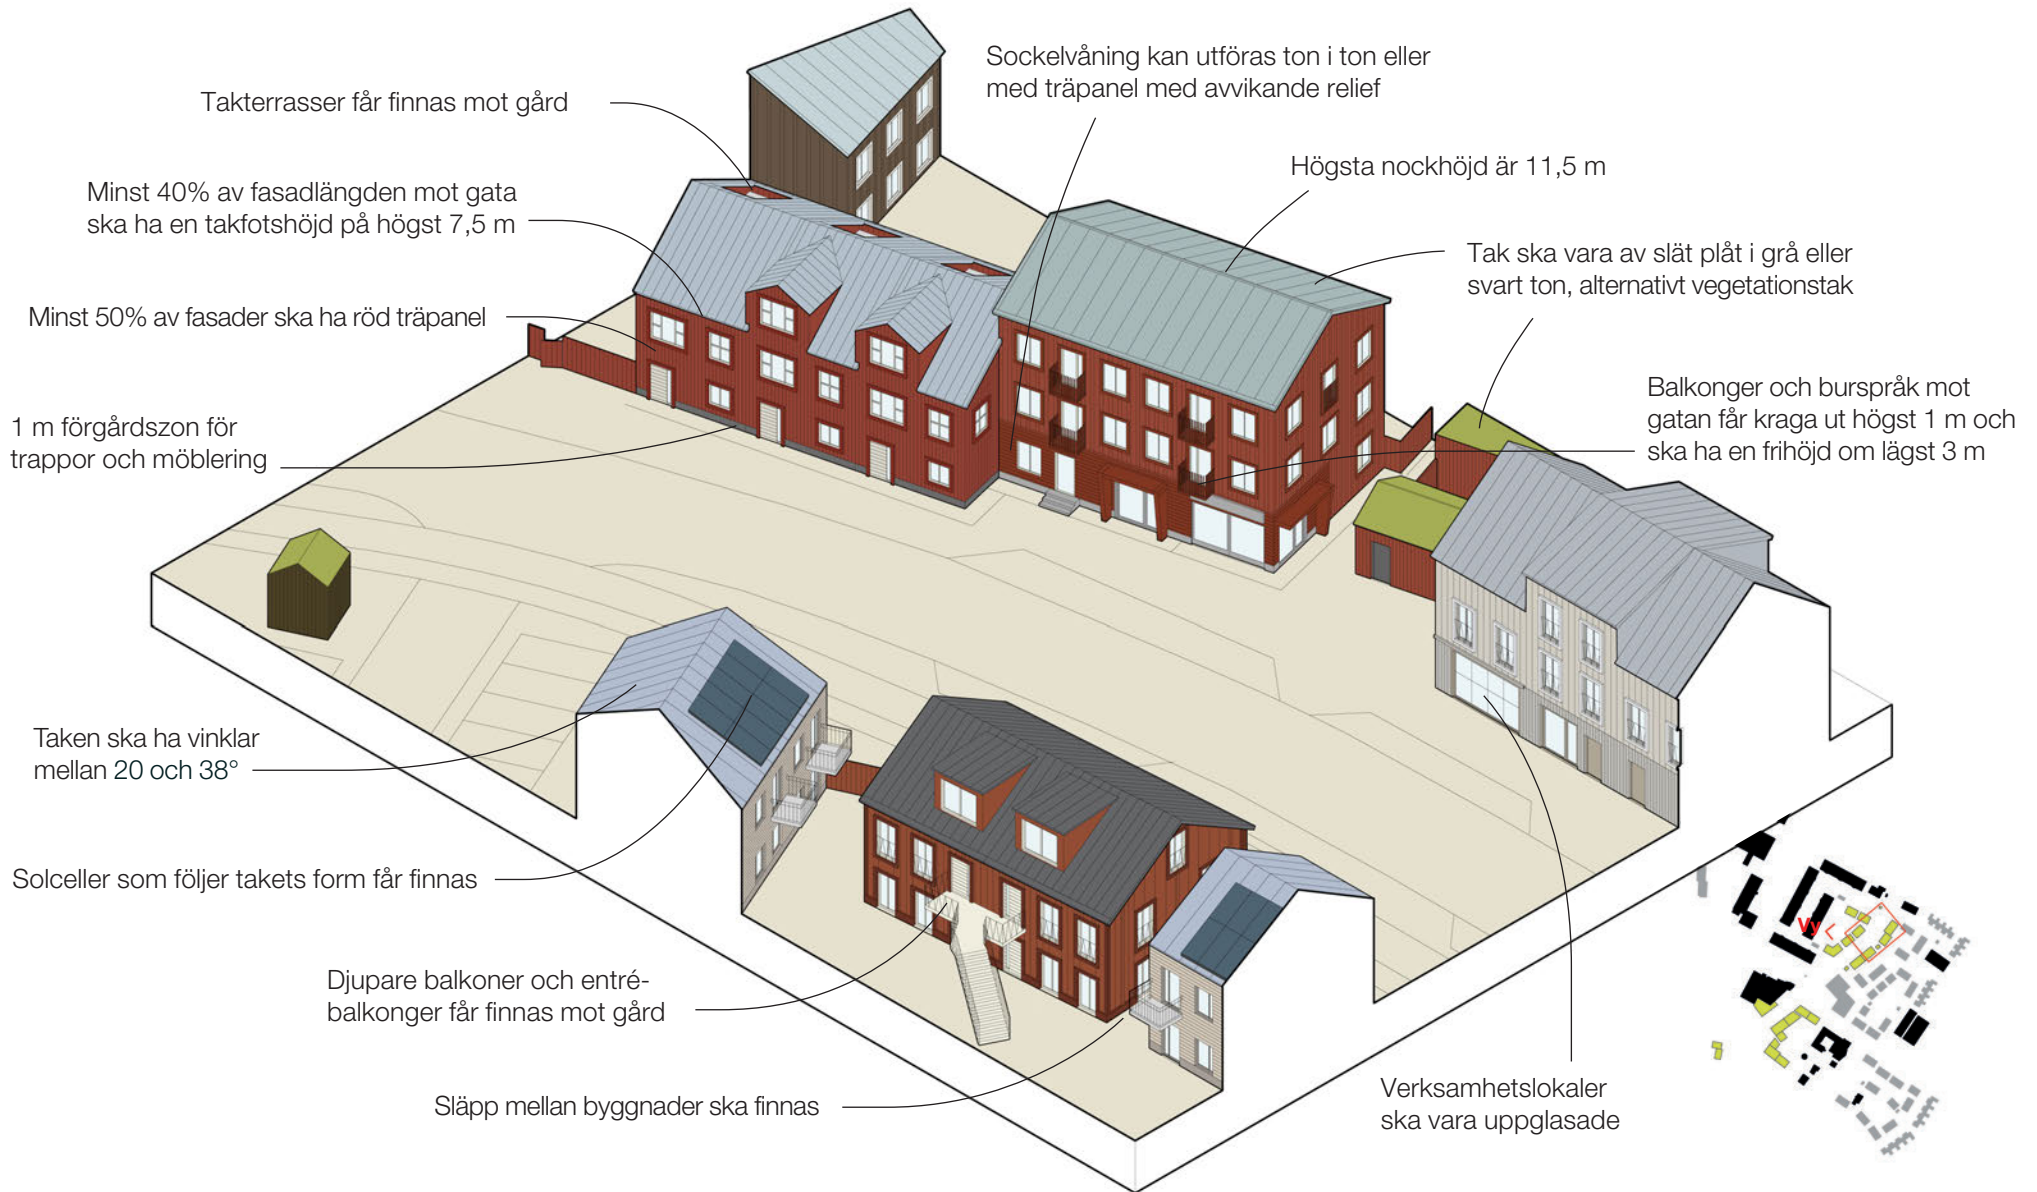 Sockelvåning kan utföras ton i ton eller
med träpanel med avvikande relief
Takterrasser får finnas mot gård
Högsta nockhöjd är 11,5 m
Minst 40% av fasadlängden mot gata
ska ha en takfotshöjd på högst 7,5 m
Tak ska vara av slät plåt i grå eller
svart ton, alternativt vegetationstak
Minst 50% av fasader ska ha röd träpanel
Balkonger och burspråk mot
gatan får kraga ut högst 1 m och
ska ha en frihöjd om lägst 3 m
1 m förgårdszon för
trappor och möblering
Taken ska ha vinklar
mellan 20 och 38°
Solceller som följer takets form får finnas
Vy
Djupare balkoner och entré-
balkonger får finnas mot gård
Släpp mellan byggnader ska finnas
Verksamhetslokaler
ska vara uppglasade